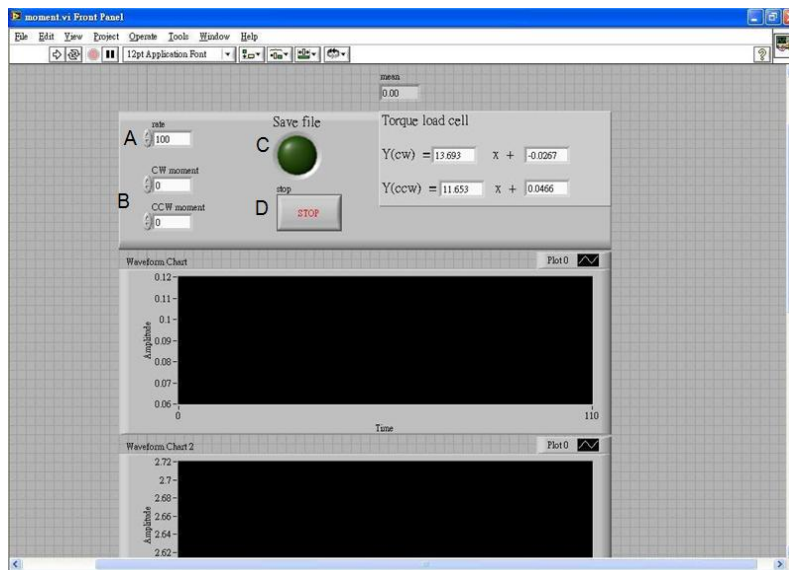 moment.vi Front Panel
File Edit View Project Operate Tools Window Help
12pt Application Font
mean
0.00
A
rate
100
B
CW moment
0
CCW moment
0
C
Save file
D
stop
STOP
Torque load cell
Y(cw) = 13.693 x + -0.0267
Y(ccw) = 11.653 x + 0.0466
Waveform Chart
Plot 0
Amplitude
0.12
0.11
0.1
0.09
0.08
0.07
0.06
0
110
Time
Waveform Chart 2
Plot 0
Amplitude
2.72
2.7
2.68
2.66
2.64
2.62